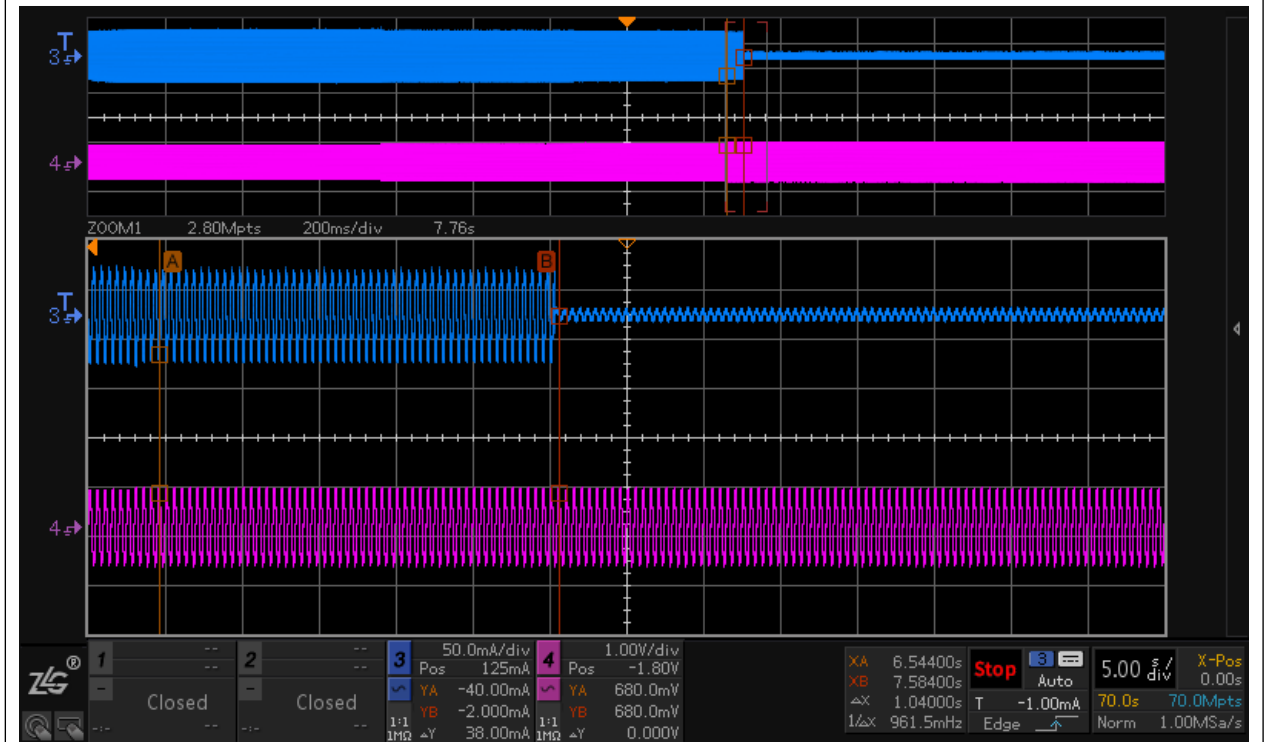 T
3
4
ZOOM1 2.80Mpts 200ms/div 7.76s
A
B
T
3
4
ZLG®
1 -- --
- Closed
-:- --
2 -- --
- Closed
-:- --
3 50.0mA/div
Pos 125mA
YA -40.00mA
YB -2.000mA
1:1
1MΩ △Y 38.00mA
4 1.00V/div
Pos -1.80V
YA 680.0mV
YB 680.0mV
1:1
1MΩ △Y 0.000V
XA 6.54400s
XB 7.58400s
△X 1.04000s
1/△X 961.5mHz
Stop 3 Auto
T -1.00mA
Edge
5.00 s/div X-Pos 0.00s
70.0s 70.0Mpts
Norm 1.00MSa/s